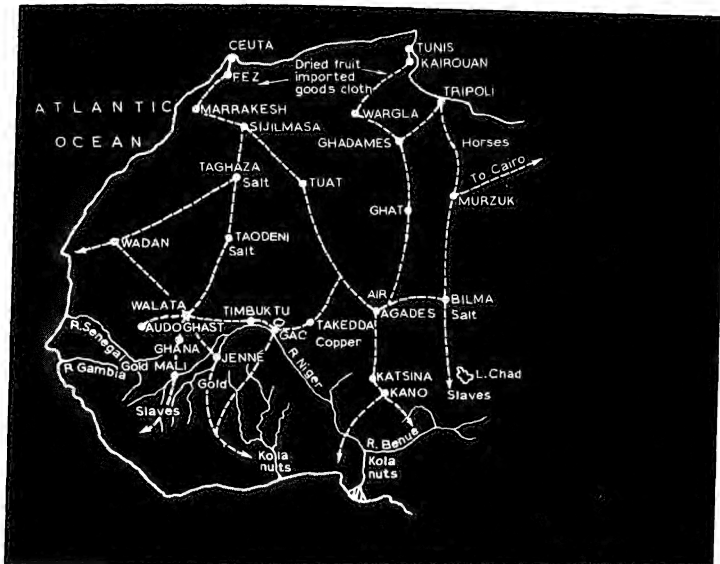 CEUTA
TUNIS
Dried fruit
imported
goods cloth
KAIROUAN
FEZ
TRIPOLI
ATLANTIC
OCEAN
MARRAKESH
WARGLA
SIJILMASA
GHADAMES
Horses
To Cairo
TAGHAZA
Salt
TUAT
MURZUK
GHAT
WADAN
TAODENI
Salt
AIR
AGADES
BILMA
Salt
WALATA
TIMBUKTU
AUDOGHAST
GAC
TAKEDDA
Copper
R. Senegal
GHANA
R Gambia
Gold
MALI
JENNE
R. Niger
KATSINA
L. Chad
Gold
KANO
Slaves
Slaves
R. Benue
Kola
nuts
Kola
nuts